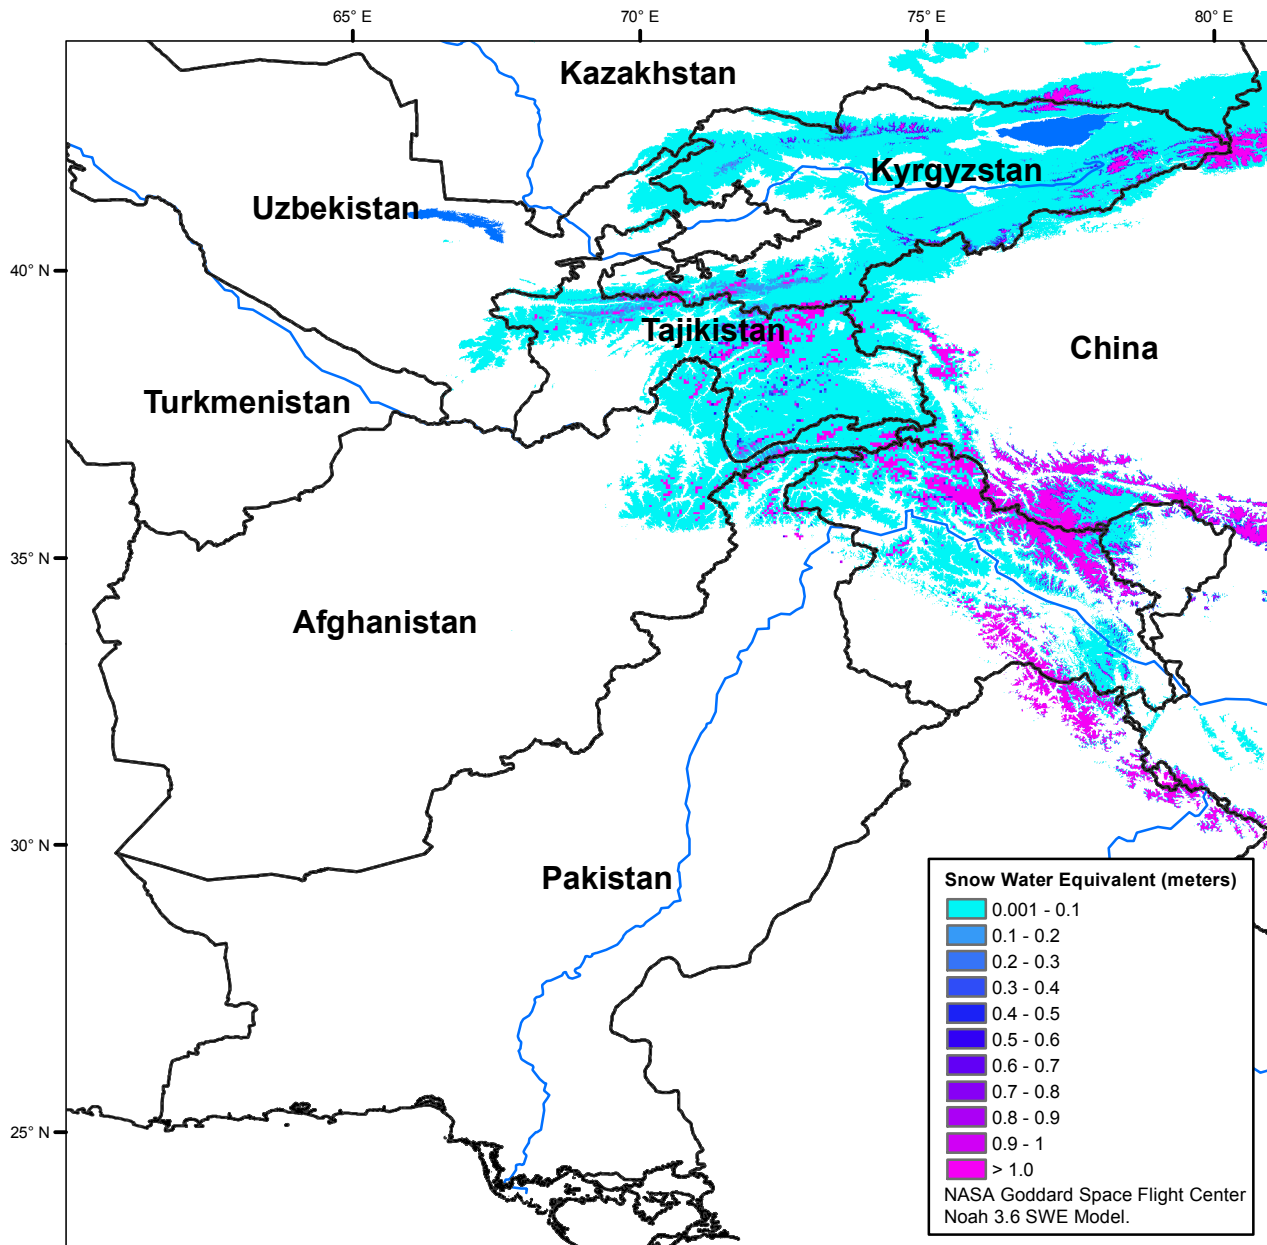 65° E
70° E
75° E
80° E
Kazakhstan
Kyrgyzstan
Uzbekistan
40° N
Tajikistan
China
Turkmenistan
35° N
Afghanistan
30° N
Pakistan
25° N
Snow Water Equivalent (meters)
0.001 - 0.1
0.1 - 0.2
0.2 - 0.3
0.3 - 0.4
0.4 - 0.5
0.5 - 0.6
0.6 - 0.7
0.7 - 0.8
0.8 - 0.9
0.9 - 1
> 1.0
NASA Goddard Space Flight Center
Noah 3.6 SWE Model.